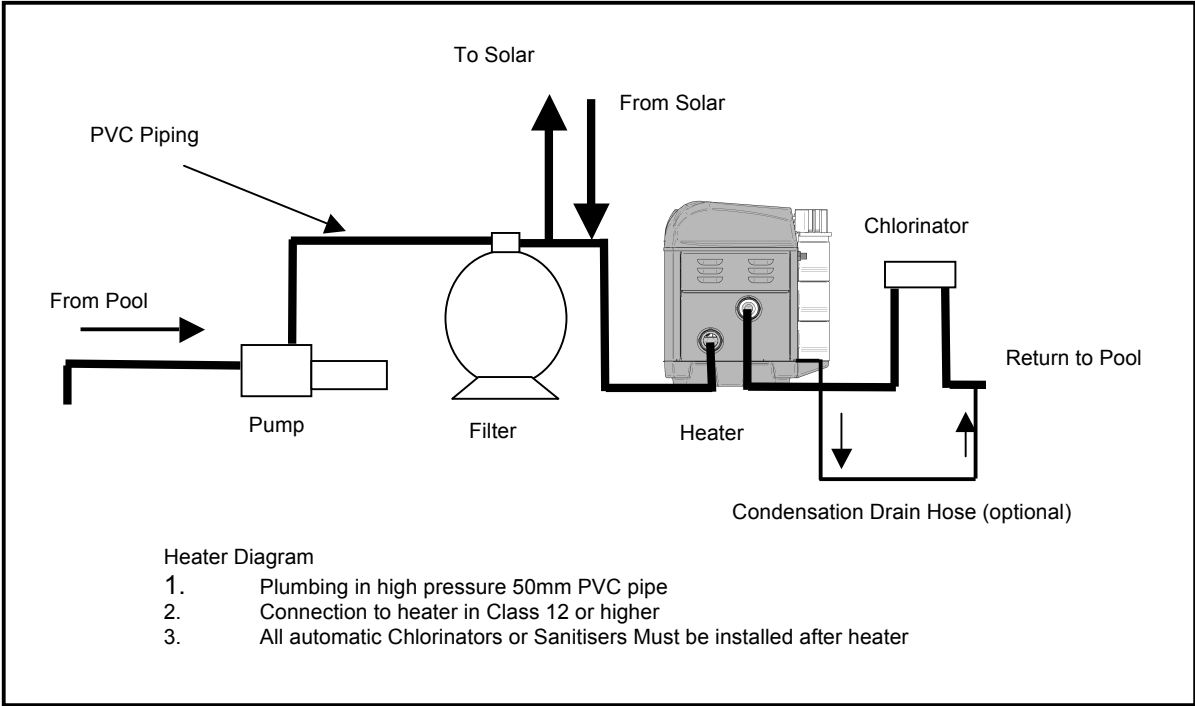 To Solar
From Solar
PVC Piping
Chlorinator
From Pool
Return to Pool
Pump
Filter
Heater
Condensation Drain Hose (optional)
Heater Diagram
1. Plumbing in high pressure 50mm PVC pipe
2. Connection to heater in Class 12 or higher
3. All automatic Chlorinators or Sanitisers Must be installed after heater